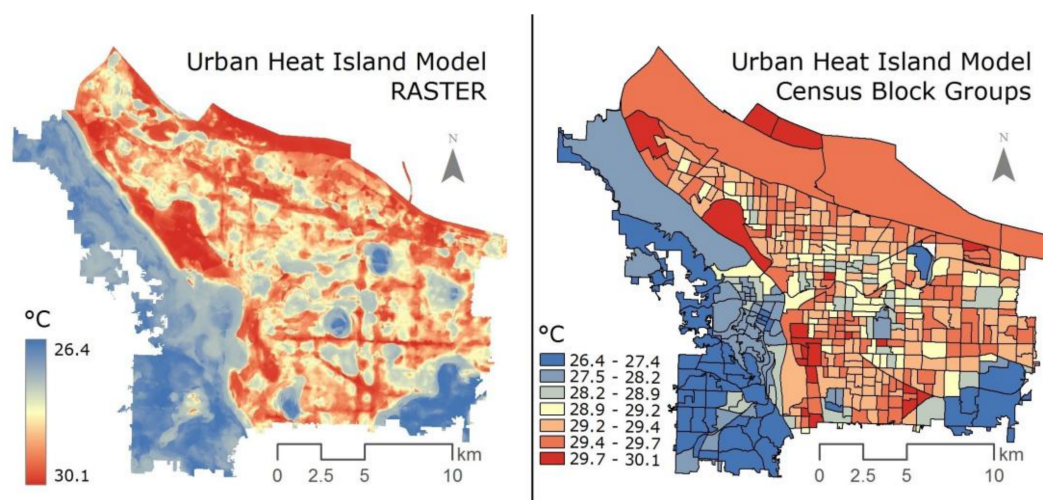 Urban Heat Island Model
RASTER
N
°C
26.4
30.1
km
0 2.5 5 10
Urban Heat Island Model
Census Block Groups
N
°C
26.4 - 27.4
27.5 - 28.2
28.2 - 28.9
28.9 - 29.2
29.2 - 29.4
29.4 - 29.7
29.7 - 30.1
km
0 2.5 5 10